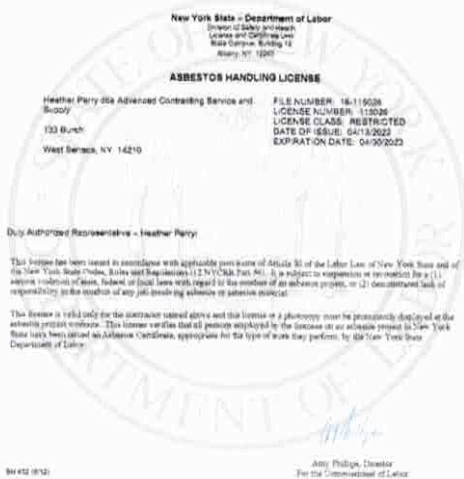 New York State – Department of Labor
Division of Safety and Health
License and Certificate Unit
State Campus, Building 12
Albany, NY 12240
ASBESTOS HANDLING LICENSE
Heather Perry dba Advanced Contracting Service and
Supply
133 Burch
West Seneca, NY 14210
FILE NUMBER:
LICENSE NUMBER:
LICENSE CLASS: RESTRICTED
DATE OF ISSUE: 04/13/2022
EXPIRATION DATE: 04/30/2023
Duly Authorized Representative – Heather Perry
This license has been issued in accordance with applicable provisions of Article 30 of the Labor Law of New York State and of
the New York State Codes, Rules and Regulations (12 NYCRR Part 56). It is subject to suspension or revocation for a (1)
serious violation of state, federal or local laws with regard to the conduct of an asbestos project, or (2) demonstrated lack of
responsibility in the conduct of any job involving asbestos or asbestos material.
This license is valid only for the contractor named above and this license or a photocopy must be prominently displayed at the
asbestos project worksite. This license verifies that all persons employed by the licensee on an asbestos project in New York
State have been issued an Asbestos Certificate, appropriate for the type of work they perform, by the New York State
Department of Labor.
Amy Phillips, Director
For the Commissioner of Labor
SH 432 (8/12)